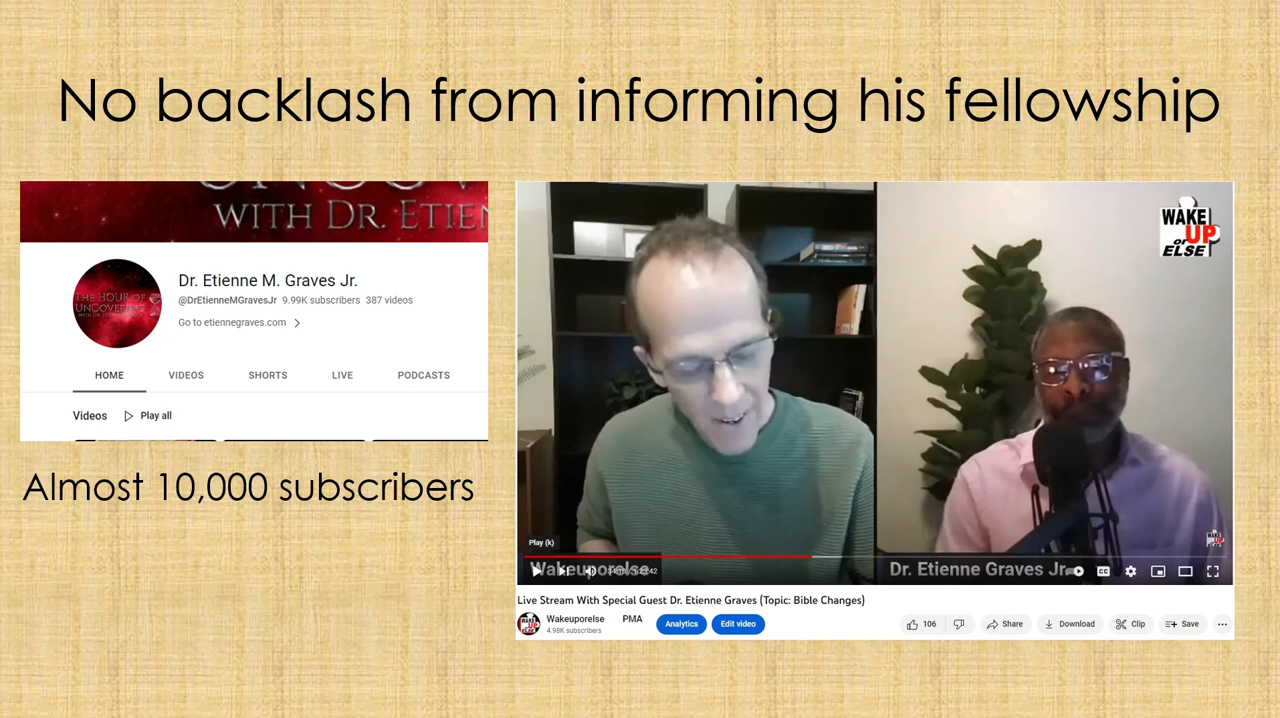 No backlash from informing his fellowship
WITH DR. ETIEN
THE HOUR OF
UNCOVERING
Dr. Etienne M. Graves Jr.
@DrEtienneMGravesJr 9.99K subscribers 387 videos
Go to etiennegraves.com
HOME VIDEOS SHORTS LIVE PODCASTS
Videos Play all
Almost 10,000 subscribers
WAKE
UP
or
ELSE
Play (k)
Wakeuporelse
Dr. Etienne Graves Jr.
CC
Live Stream With Special Guest Dr. Etienne Graves (Topic: Bible Changes)
Wakeuporelse PMA
4.98K subscribers
Analytics
Edit video
106
Share
Download
Clip
Save